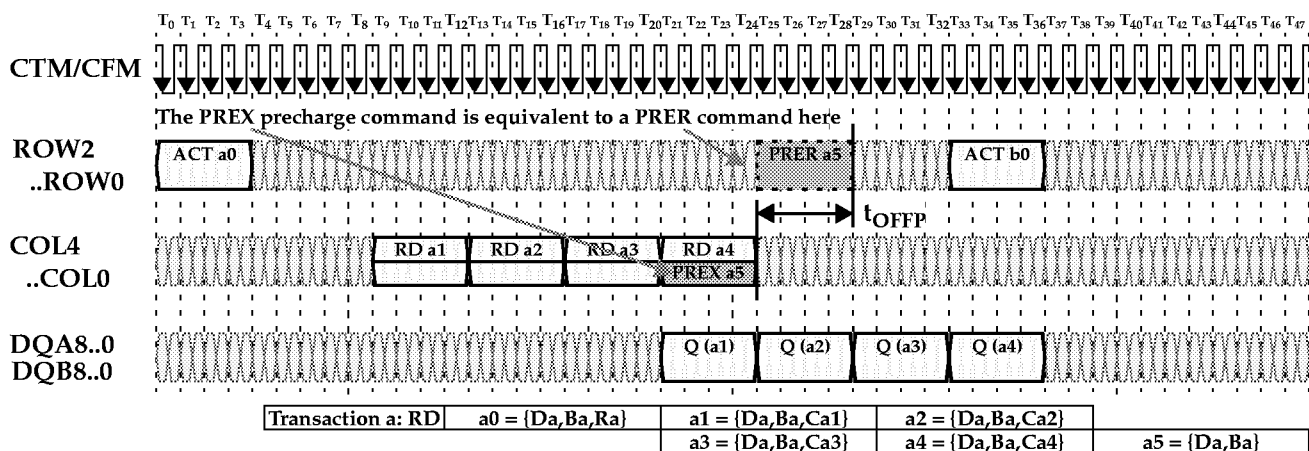 T0 T1 T2 T3 T4 T5 T6 T7 T8 T9 T10 T11 T12 T13 T14 T15 T16 T17 T18 T19 T20 T21 T22 T23 T24 T25 T26 T27 T28 T29 T30 T31 T32 T33 T34 T35 T36 T37 T38 T39 T40 T41 T42 T43 T44 T45 T46 T47
CTM/CFM
The PREX precharge command is equivalent to a PRER command here
ROW2 ACT a0 PRER a5 ACT b0
..ROW0
tOFFP
COL4 RD a1 RD a2 RD a3 RD a4
..COL0 PREX a5
DQA8..0 Q (a1) Q (a2) Q (a3) Q (a4)
DQB8..0
Transaction a: RD a0 = {Da,Ba,Ra} a1 = {Da,Ba,Ca1} a2 = {Da,Ba,Ca2}
a3 = {Da,Ba,Ca3} a4 = {Da,Ba,Ca4} a5 = {Da,Ba}